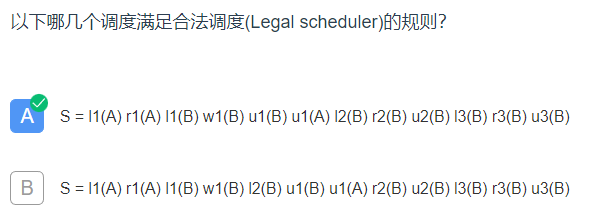 以下哪几个调度满足合法调度(Legal scheduler)的规则?
A S = l1(A) r1(A) l1(B) w1(B) u1(B) u1(A) l2(B) r2(B) u2(B) l3(B) r3(B) u3(B)
B S = l1(A) r1(A) l1(B) w1(B) l2(B) u1(B) u1(A) r2(B) u2(B) l3(B) r3(B) u3(B)